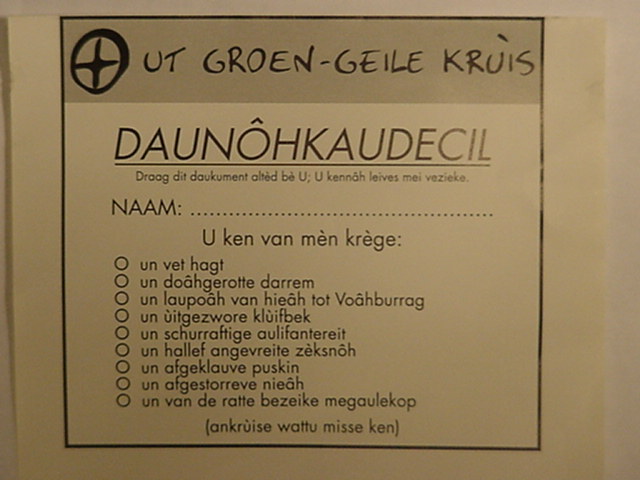 UT GROEN-GEILE KRÙIS
DAUNÔHKAUDECIL
Draag dit daukument altèd bè U; U kennâh leives mei vezieke.
NAAM: ................................................
U ken van mèn krège:
O un vet hagt
O un doâhgerotte darrem
O un laupoâh van hieâh tot Voâhburrag
O un ùitgezwore klùifbek
O un schurraftige aulifantereit
O un hallef angevreite zèksnôh
O un afgeklauve puskin
O un afgestorreve nieâh
O un van de ratte bezeike megaulekop
(ankrùise wattu misse ken)